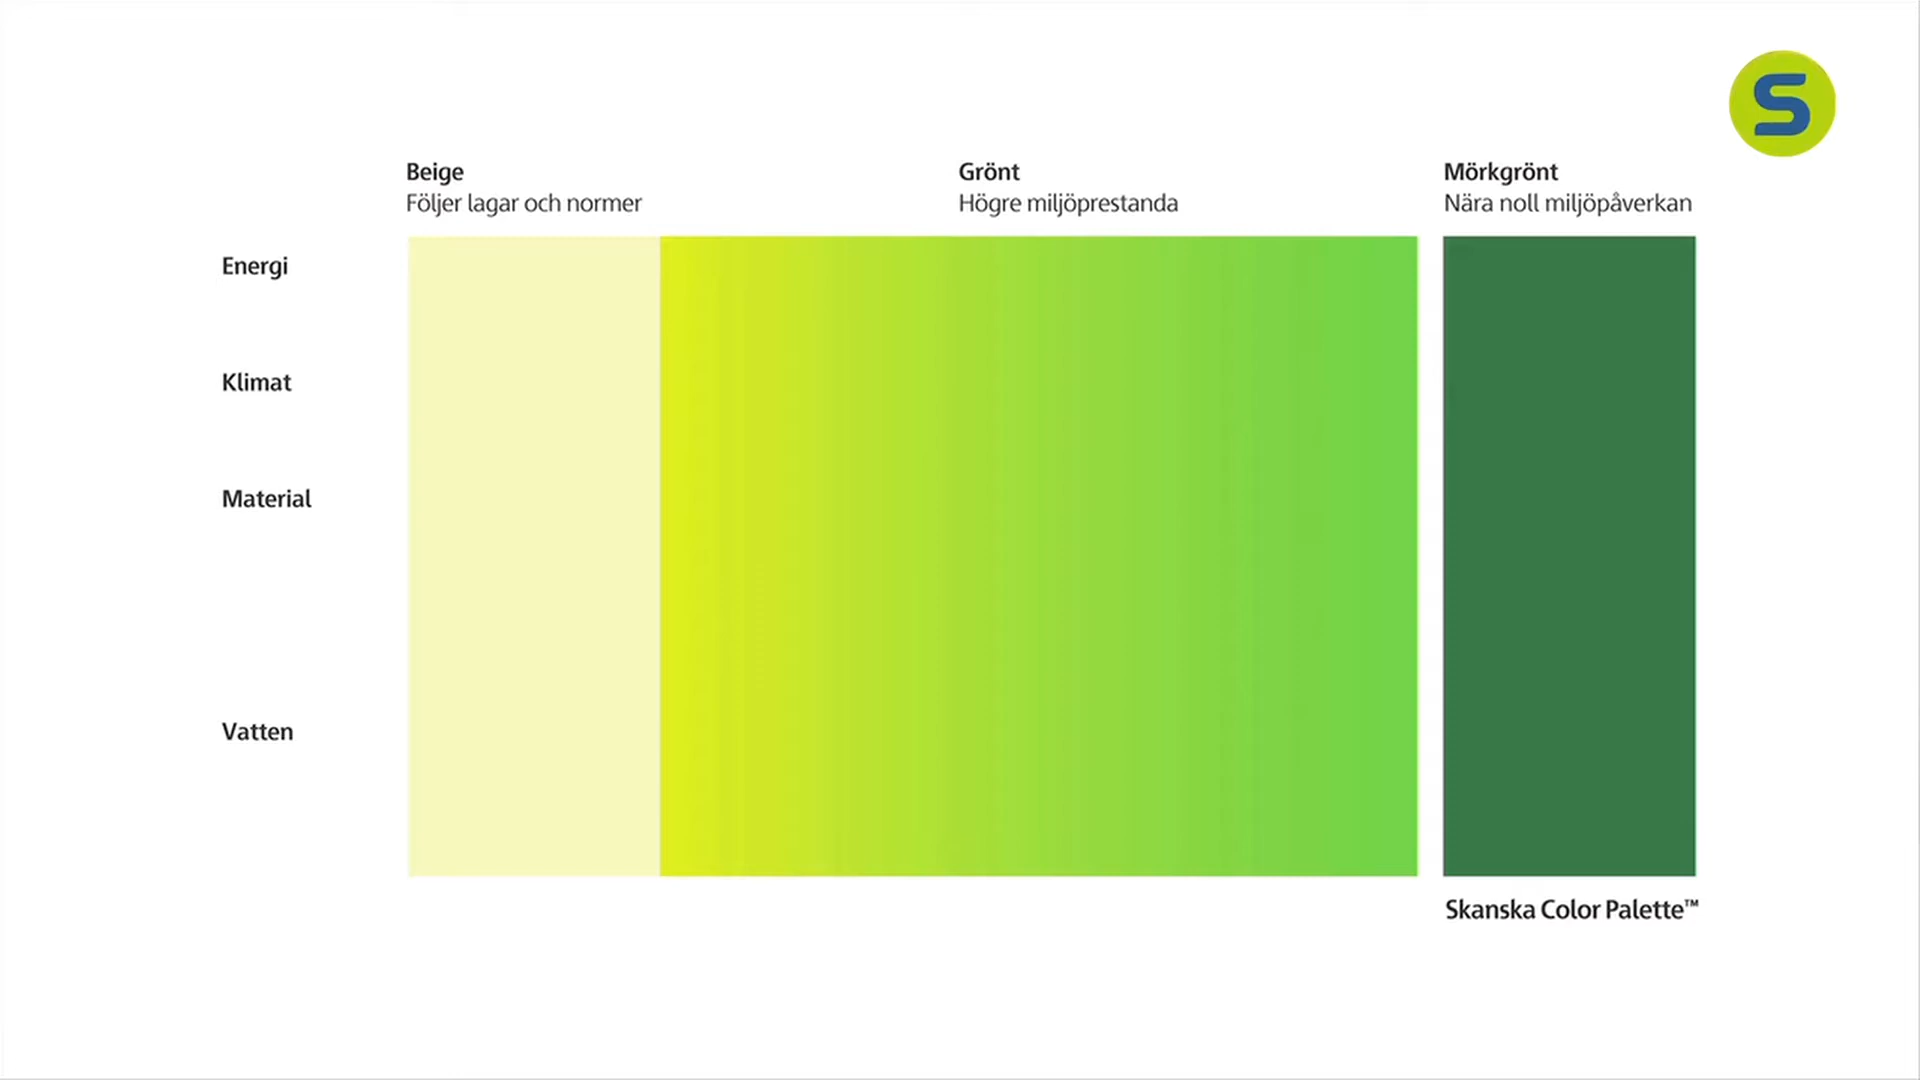 S
Beige
Följer lagar och normer
Grönt
Högre miljöprestanda
Mörkgrönt
Nära noll miljöpåverkan
Energi
Klimat
Material
Vatten
Skanska Color Palette™